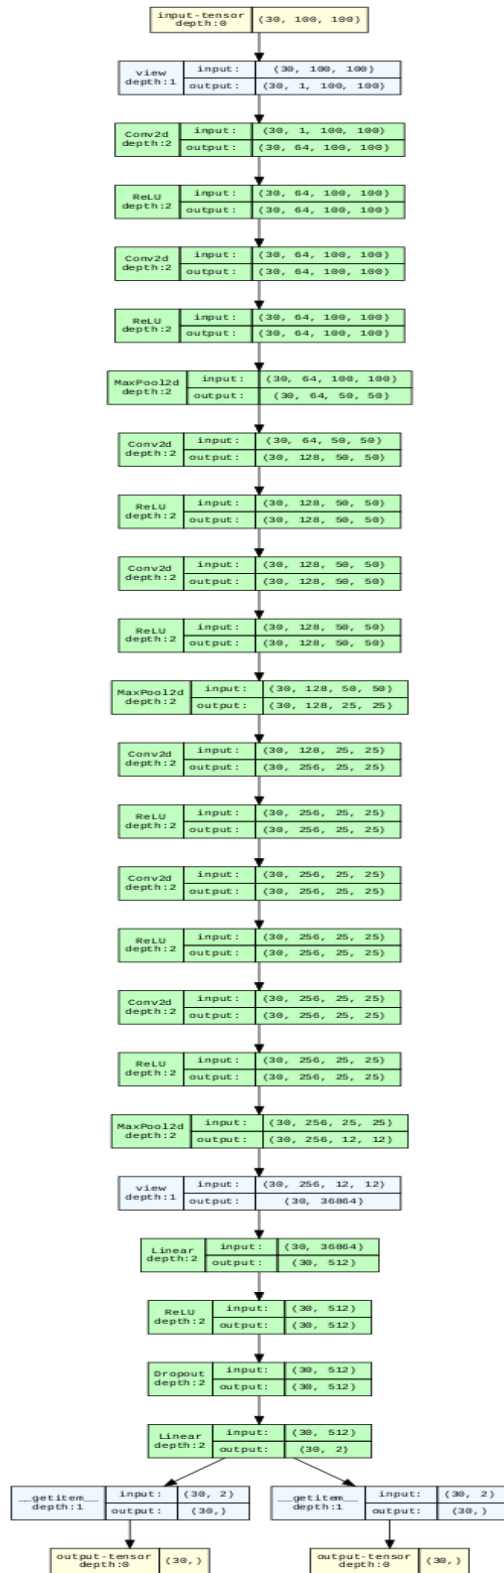 input-tensor
depth:0
(30, 100, 100)
view
depth:1
input:
(30, 100, 100)
output:
(30, 1, 100, 100)
Conv2d
depth:2
input:
(30, 1, 100, 100)
output:
(30, 64, 100, 100)
ReLU
depth:2
input:
(30, 64, 100, 100)
output:
(30, 64, 100, 100)
Conv2d
depth:2
input:
(30, 64, 100, 100)
output:
(30, 64, 100, 100)
ReLU
depth:2
input:
(30, 64, 100, 100)
output:
(30, 64, 100, 100)
MaxPool2d
depth:2
input:
(30, 64, 100, 100)
output:
(30, 64, 50, 50)
Conv2d
depth:2
input:
(30, 64, 50, 50)
output:
(30, 128, 50, 50)
ReLU
depth:2
input:
(30, 128, 50, 50)
output:
(30, 128, 50, 50)
Conv2d
depth:2
input:
(30, 128, 50, 50)
output:
(30, 128, 50, 50)
ReLU
depth:2
input:
(30, 128, 50, 50)
output:
(30, 128, 50, 50)
MaxPool2d
depth:2
input:
(30, 128, 50, 50)
output:
(30, 128, 25, 25)
Conv2d
depth:2
input:
(30, 128, 25, 25)
output:
(30, 256, 25, 25)
ReLU
depth:2
input:
(30, 256, 25, 25)
output:
(30, 256, 25, 25)
Conv2d
depth:2
input:
(30, 256, 25, 25)
output:
(30, 256, 25, 25)
ReLU
depth:2
input:
(30, 256, 25, 25)
output:
(30, 256, 25, 25)
Conv2d
depth:2
input:
(30, 256, 25, 25)
output:
(30, 256, 25, 25)
ReLU
depth:2
input:
(30, 256, 25, 25)
output:
(30, 256, 25, 25)
MaxPool2d
depth:2
input:
(30, 256, 25, 25)
output:
(30, 256, 12, 12)
view
depth:1
input:
(30, 256, 12, 12)
output:
(30, 36864)
Linear
depth:2
input:
(30, 36864)
output:
(30, 512)
ReLU
depth:2
input:
(30, 512)
output:
(30, 512)
Dropout
depth:2
input:
(30, 512)
output:
(30, 512)
Linear
depth:2
input:
(30, 512)
output:
(30, 2)
__getitem__
depth:1
input:
(30, 2)
output:
(30,)
__getitem__
depth:1
input:
(30, 2)
output:
(30,)
output-tensor
depth:0
(30,)
output-tensor
depth:0
(30,)